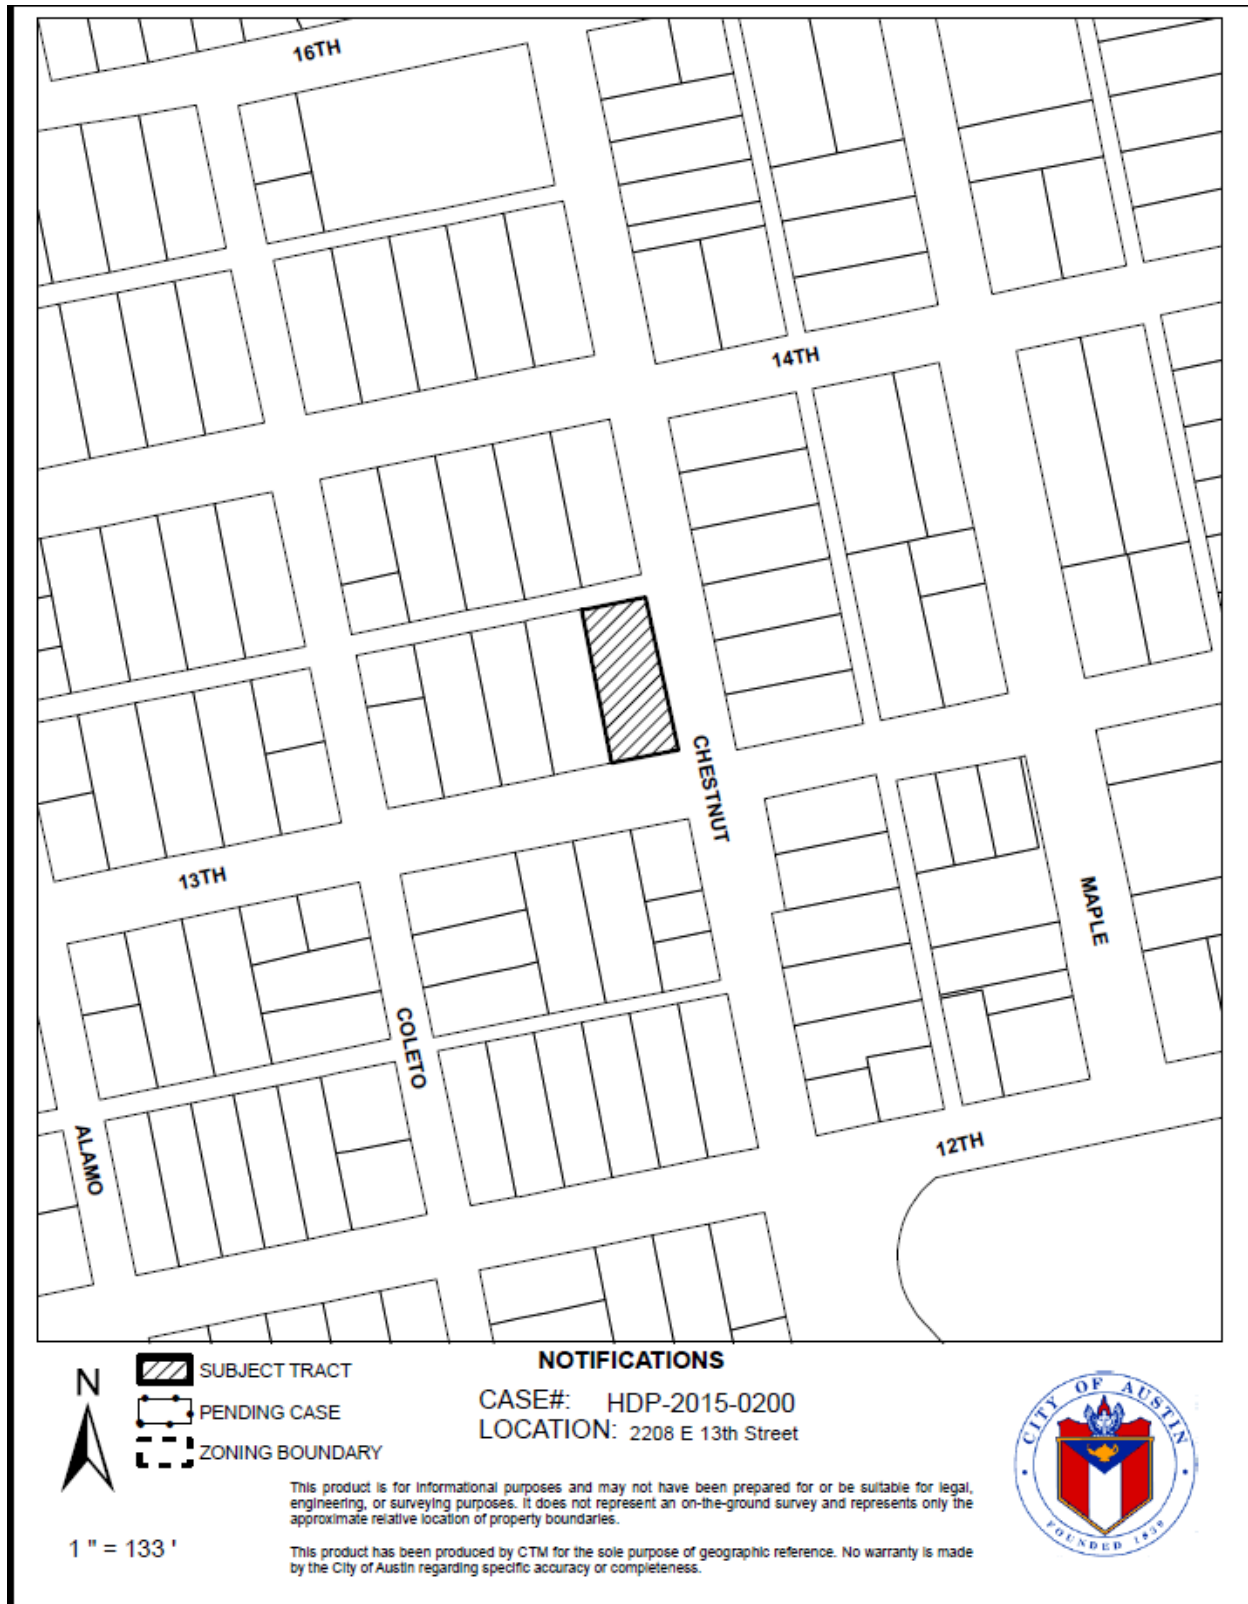 16TH
14TH
CHESTNUT
13TH
MAPLE
COLETO
ALAMO
12TH
N
SUBJECT TRACT
PENDING CASE
ZONING BOUNDARY
1 " = 133 '
NOTIFICATIONS
CASE#: HDP-2015-0200
LOCATION: 2208 E 13th Street
This product is for informational purposes and may not have been prepared for or be suitable for legal,
engineering, or surveying purposes. It does not represent an on-the-ground survey and represents only the
approximate relative location of property boundaries.
This product has been produced by CTM for the sole purpose of geographic reference. No warranty is made
by the City of Austin regarding specific accuracy or completeness.
CITY OF AUSTIN
FOUNDED 1839